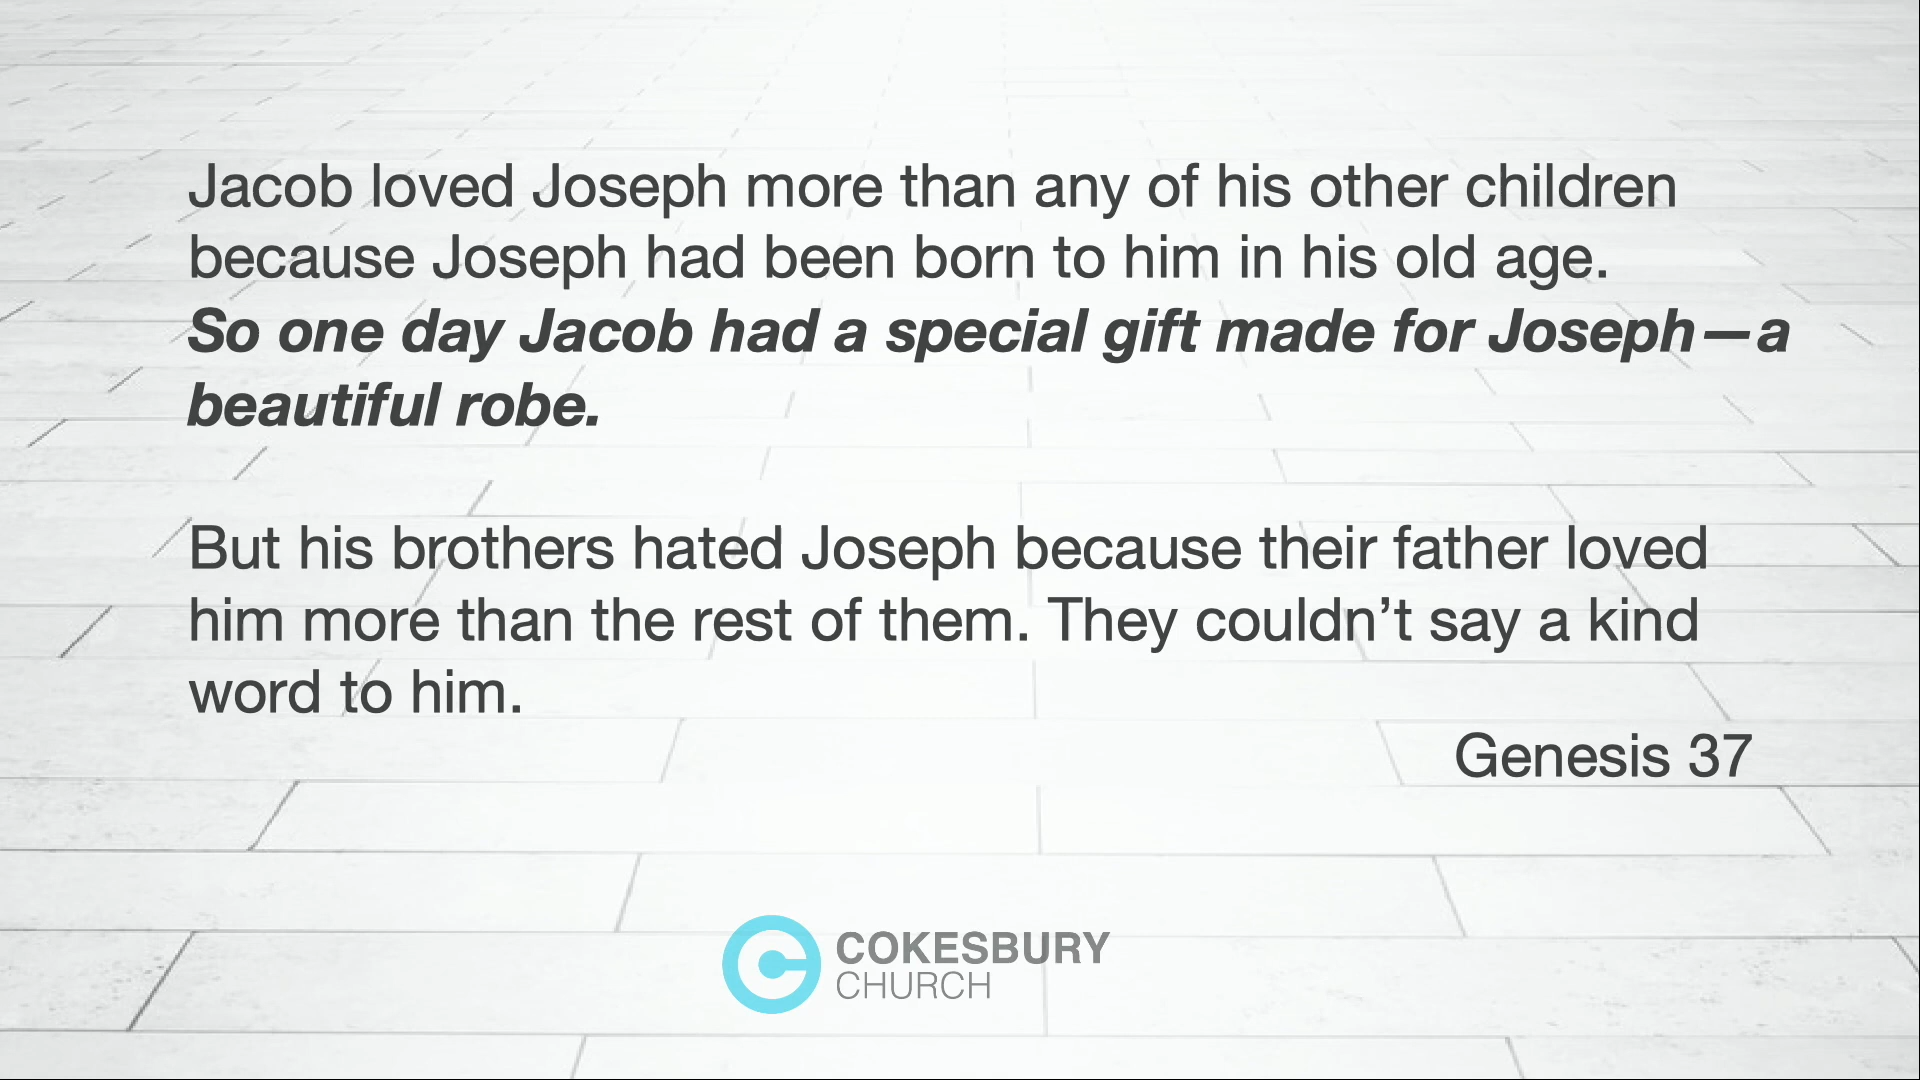 Jacob loved Joseph more than any of his other children
because Joseph had been born to him in his old age.
So one day Jacob had a special gift made for Joseph—a
beautiful robe.
But his brothers hated Joseph because their father loved
him more than the rest of them. They couldn’t say a kind
word to him.
Genesis 37
COKESBURY
CHURCH